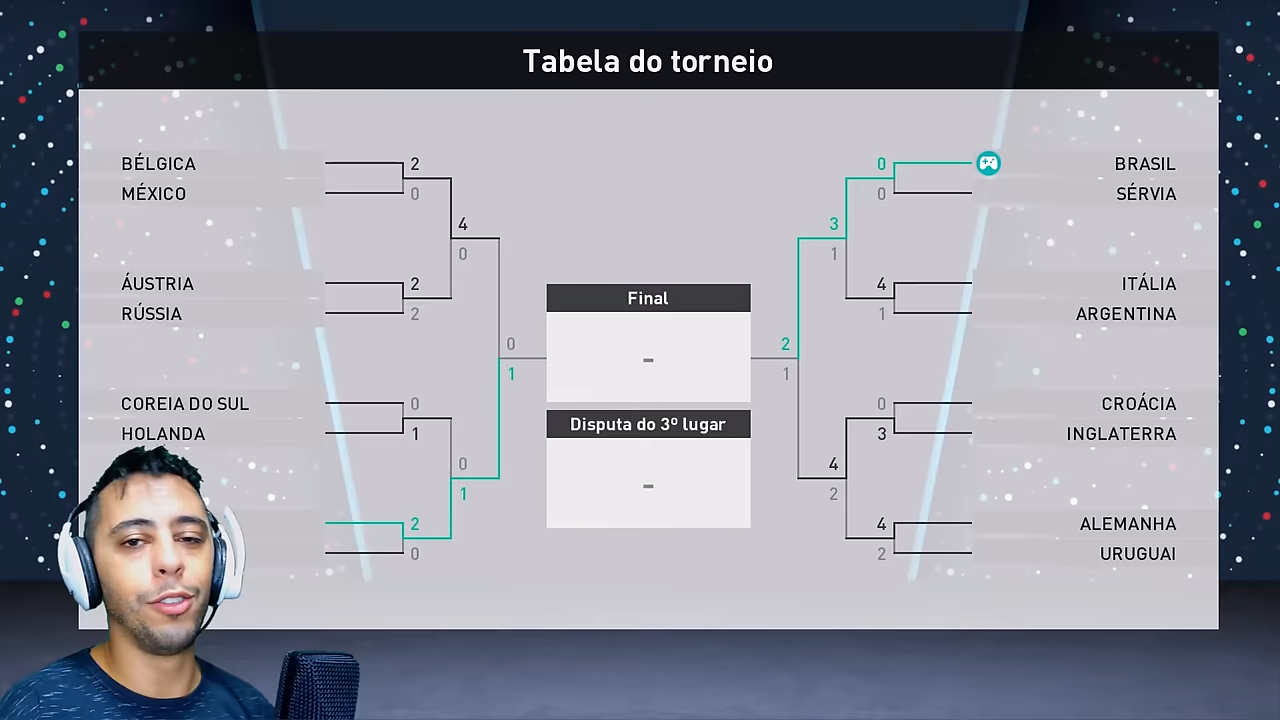 Tabela do torneio
BÉLGICA 2
MÉXICO 0
4
0
ÁUSTRIA 2
RÚSSIA 2
0
1
COREIA DO SUL 0
HOLANDA 1
0
1
2
0
Final
-
Disputa do 3º lugar
-
0 BRASIL
0 SÉRVIA
3
1
4 ITÁLIA
1 ARGENTINA
2
1
0 CROÁCIA
3 INGLATERRA
4
2
4 ALEMANHA
2 URUGUAI